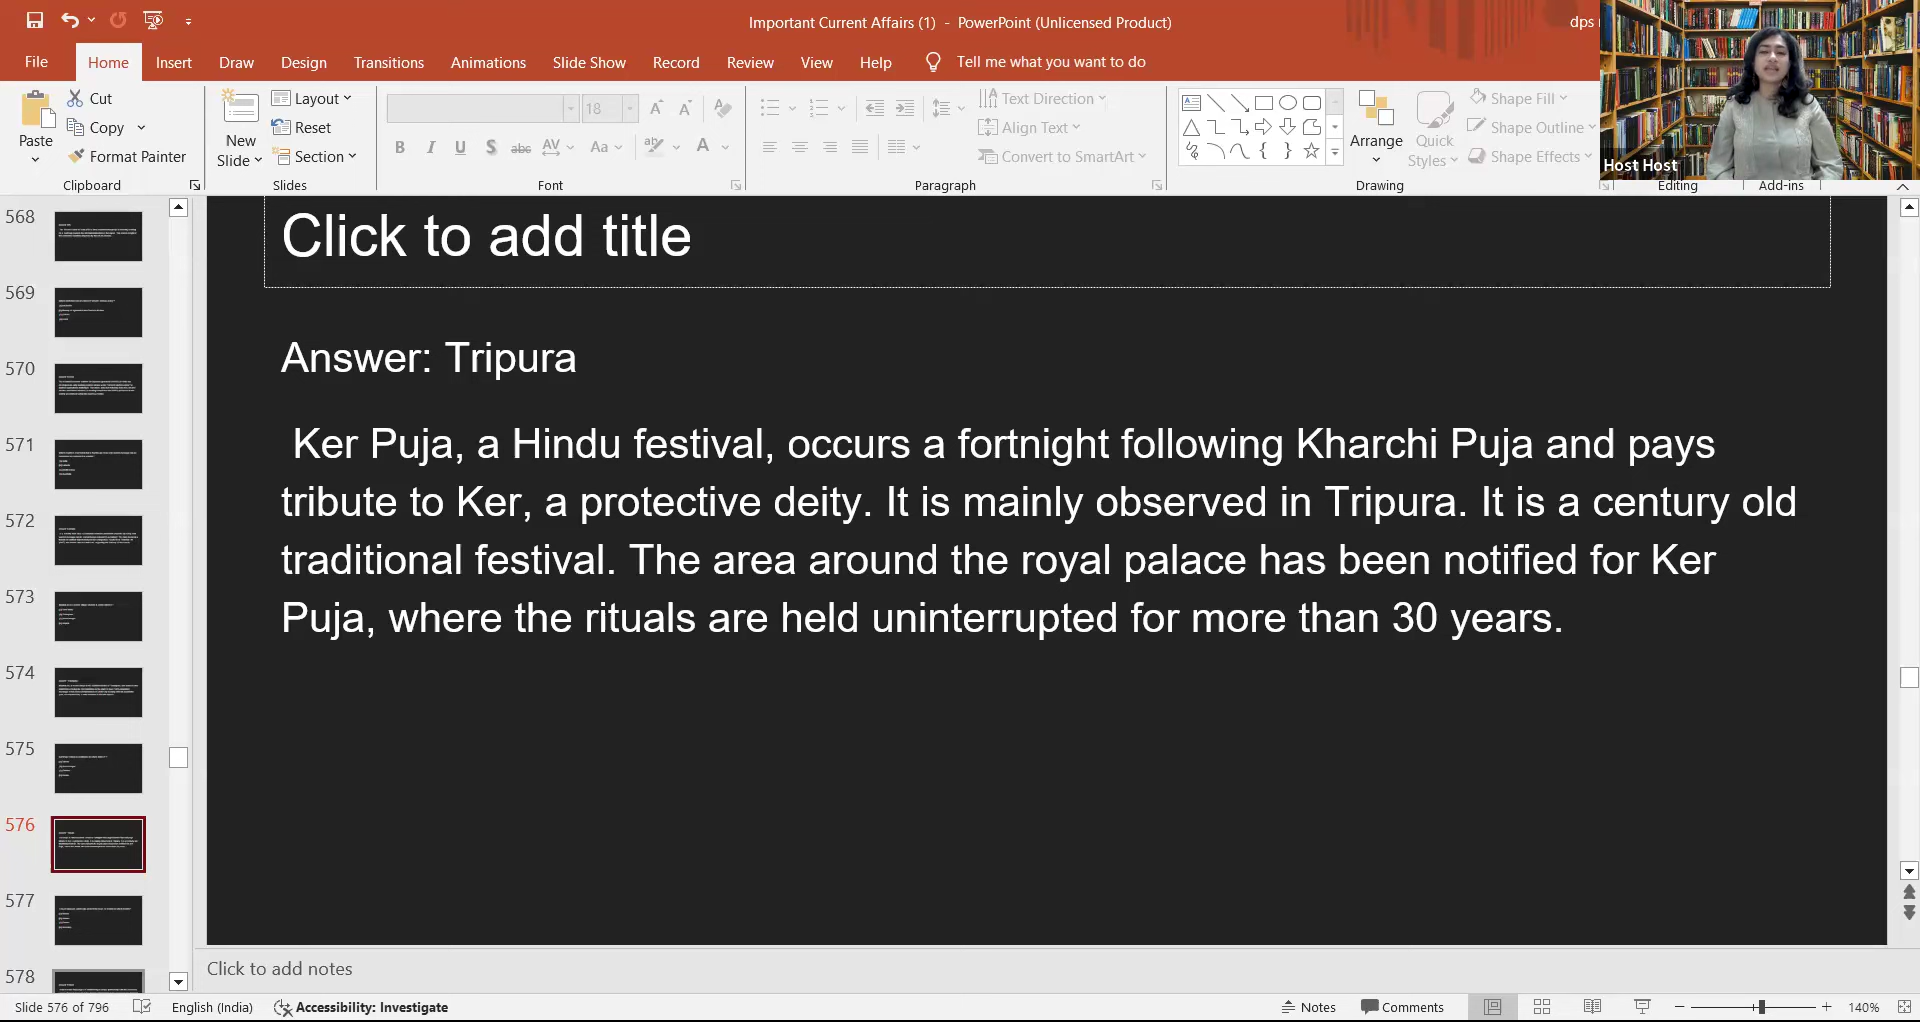 Important Current Affairs (1) - PowerPoint (Unlicensed Product)
dps
File Home Insert Draw Design Transitions Animations Slide Show Record Review View Help Tell me what you want to do
Cut
Copy
Format Painter
Paste
Clipboard
New Slide
Layout
Reset
Section
Slides
18
B I U S abc AV Aa A
Font
Text Direction
Align Text
Convert to SmartArt
Paragraph
Arrange
Quick Styles
Shape Fill
Shape Outline
Shape Effects
Drawing
Host Host
Editing
Add-ins
568
569
570
571
572
573
574
575
576
577
578
Click to add title
Answer: Tripura
Ker Puja, a Hindu festival, occurs a fortnight following Kharchi Puja and pays
tribute to Ker, a protective deity. It is mainly observed in Tripura. It is a century old
traditional festival. The area around the royal palace has been notified for Ker
Puja, where the rituals are held uninterrupted for more than 30 years.
Click to add notes
Slide 576 of 796 English (India) Accessibility: Investigate Notes Comments 140%